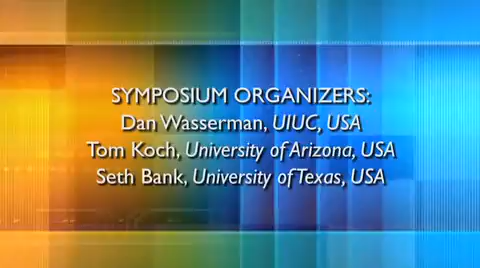 SYMPOSIUM ORGANIZERS:
Dan Wasserman, UIUC, USA
Tom Koch, University of Arizona, USA
Seth Bank, University of Texas, USA